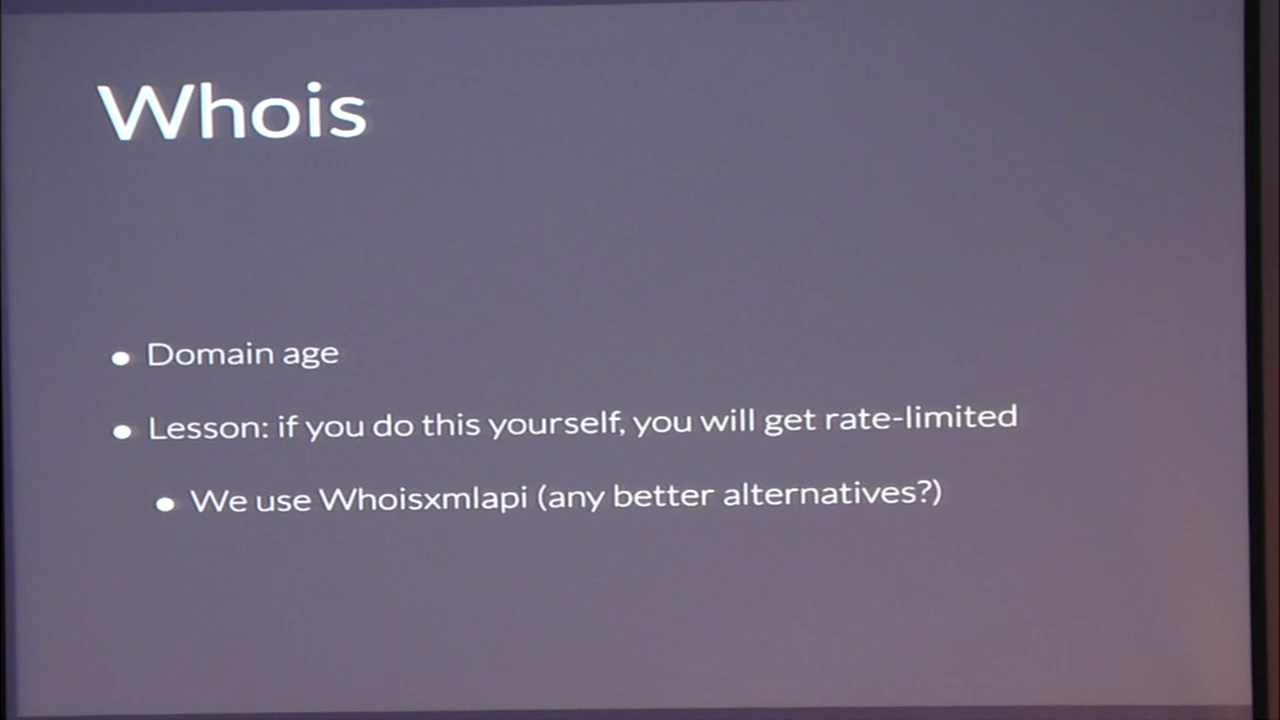 Whois
• Domain age
• Lesson: if you do this yourself, you will get rate-limited
• We use Whoisxmlapi (any better alternatives?)